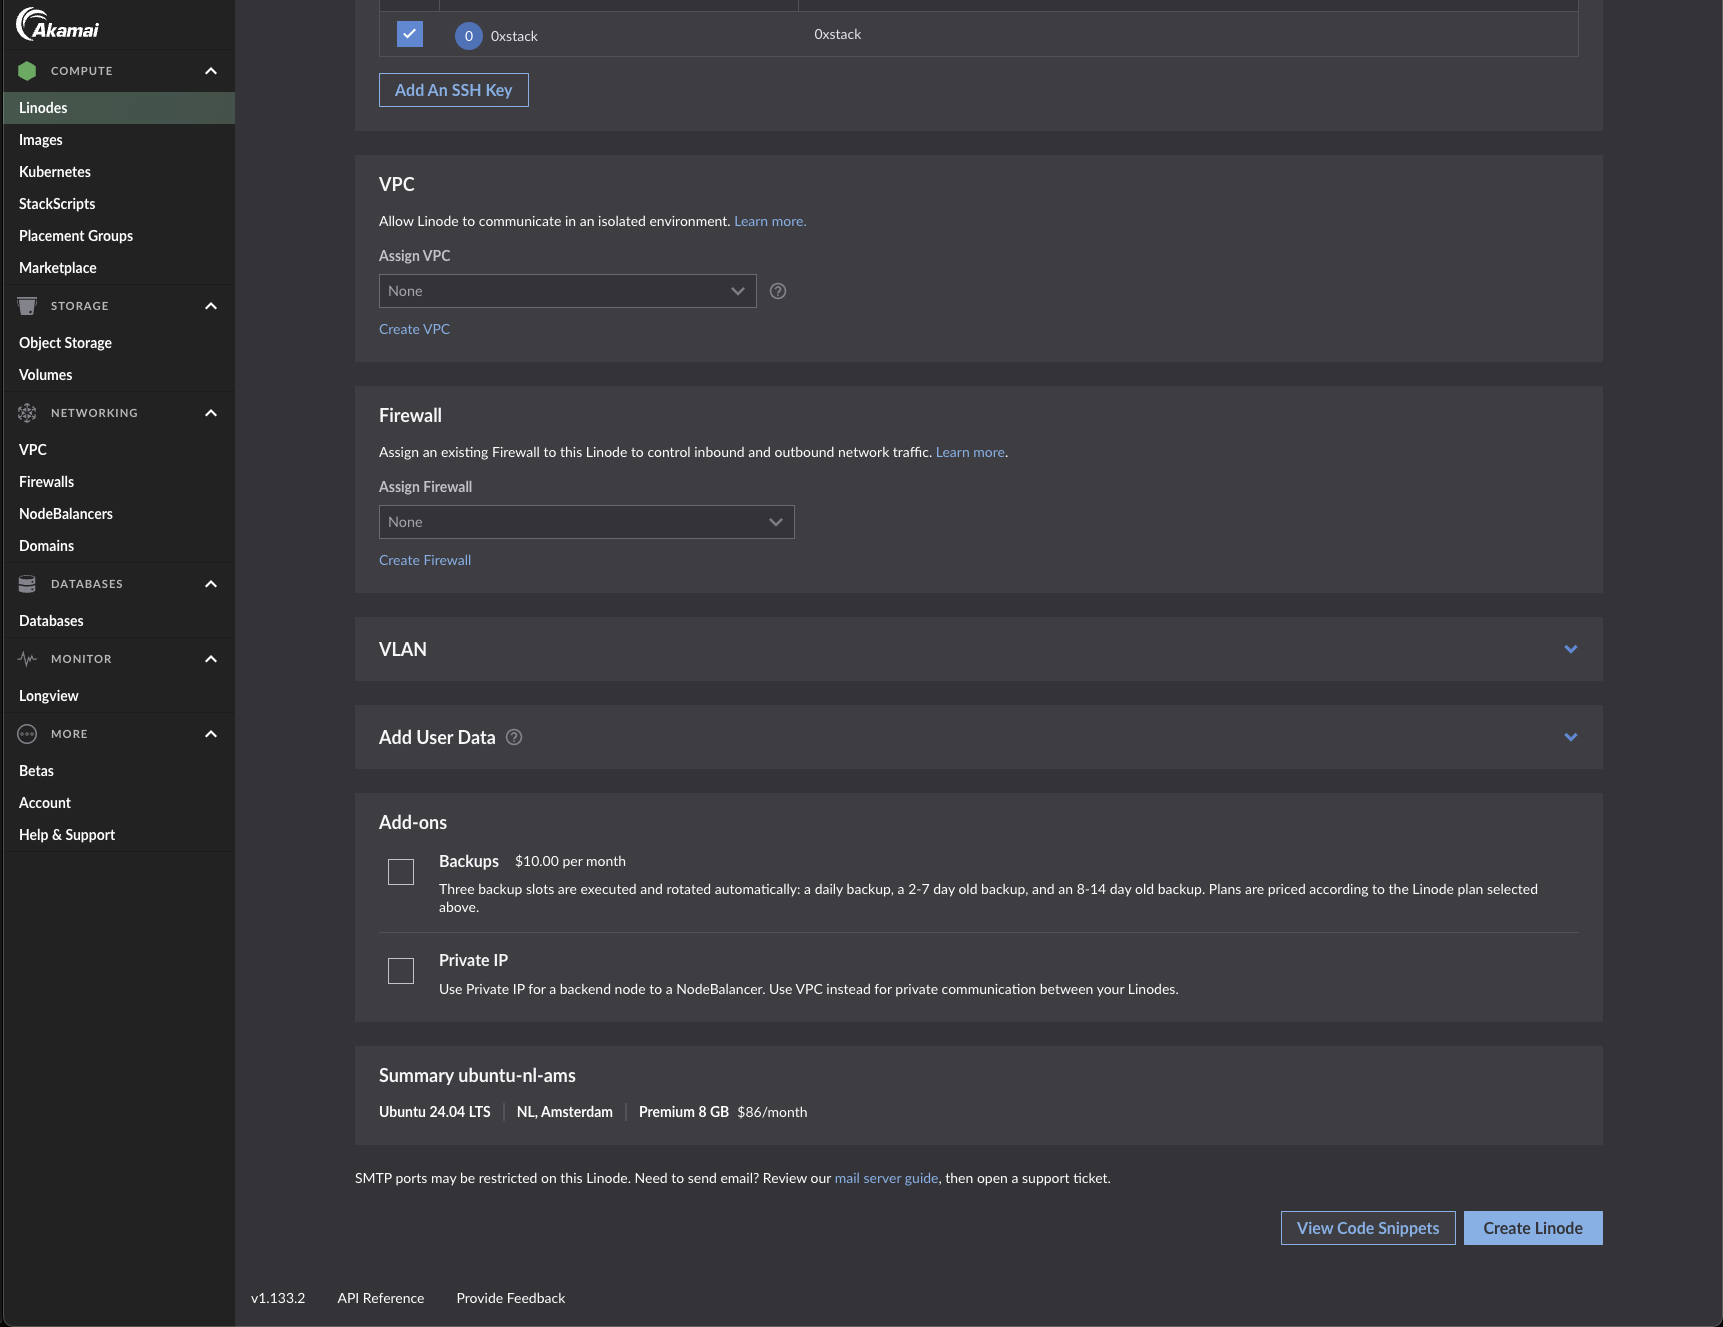 Akamai
COMPUTE
Linodes
Images
Kubernetes
StackScripts
Placement Groups
Marketplace
STORAGE
Object Storage
Volumes
NETWORKING
VPC
Firewalls
NodeBalancers
Domains
DATABASES
Databases
MONITOR
Longview
MORE
Betas
Account
Help & Support
0 0xstack 0xstack
Add An SSH Key
VPC
Allow Linode to communicate in an isolated environment. Learn more.
Assign VPC
None
Create VPC
Firewall
Assign an existing Firewall to this Linode to control inbound and outbound network traffic. Learn more.
Assign Firewall
None
Create Firewall
VLAN
Add User Data
Add-ons
Backups $10.00 per month
Three backup slots are executed and rotated automatically: a daily backup, a 2-7 day old backup, and an 8-14 day old backup. Plans are priced according to the Linode plan selected
above.
Private IP
Use Private IP for a backend node to a NodeBalancer. Use VPC instead for private communication between your Linodes.
Summary ubuntu-nl-ams
Ubuntu 24.04 LTS NL, Amsterdam Premium 8 GB $86/month
SMTP ports may be restricted on this Linode. Need to send email? Review our mail server guide, then open a support ticket.
View Code Snippets Create Linode
v1.133.2 API Reference Provide Feedback